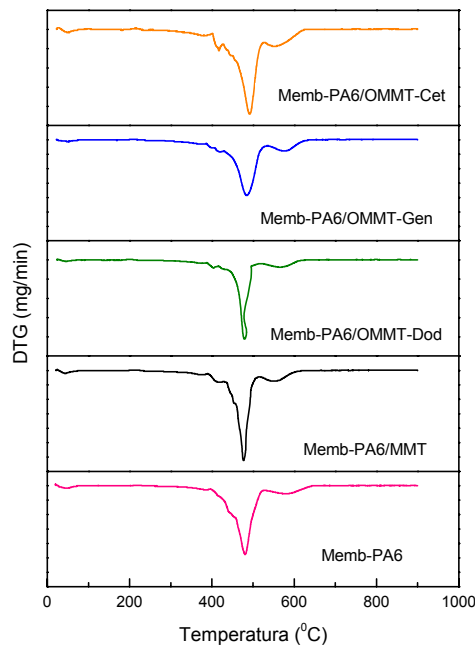 Memb-PA6/OMMT-Cet
Memb-PA6/OMMT-Gen
Memb-PA6/OMMT-Dod
Memb-PA6/MMT
Memb-PA6
DTG (mg/min)
0 200 400 600 800 1000
Temperatura (⁰C)